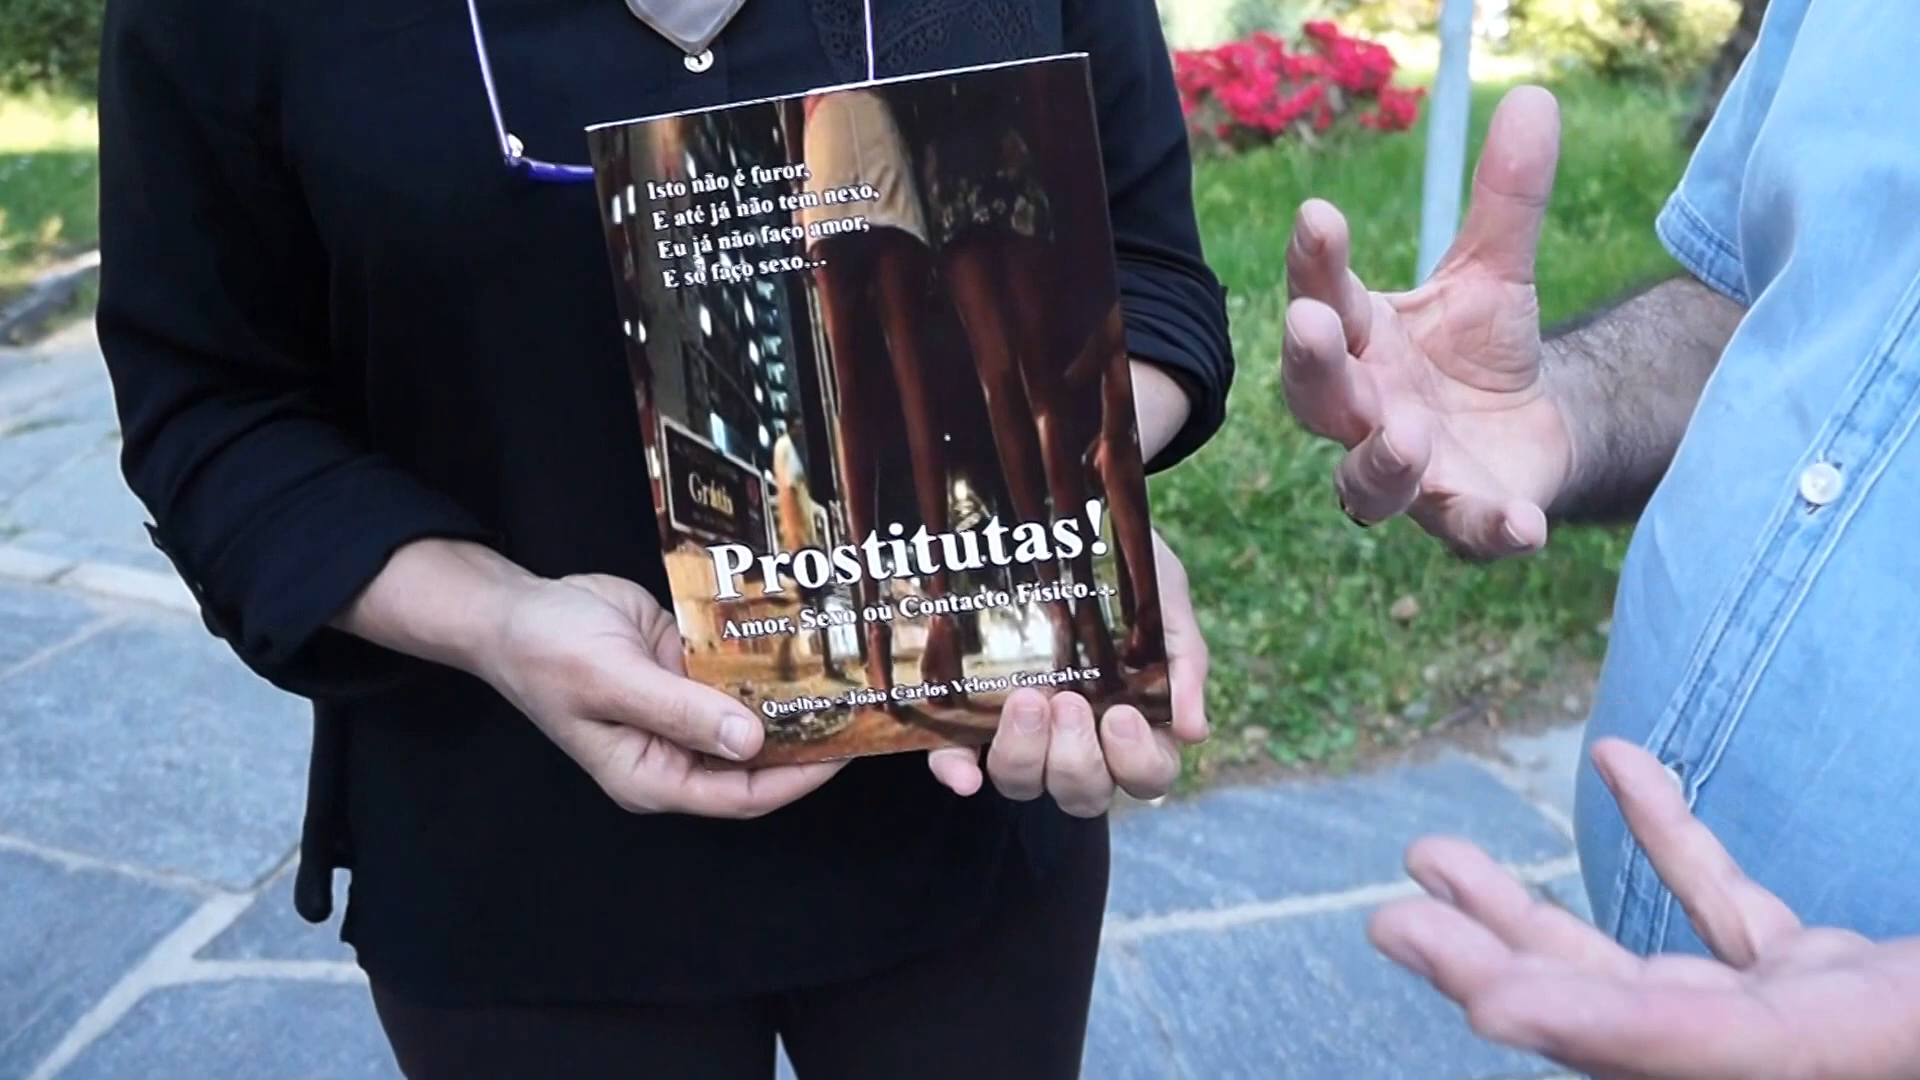 Isto não é furor,
E até já não tem nexo,
Eu já não faço amor,
E só faço sexo...
Grátis
Prostitutas!
Amor, Sexo ou Contacto Físico...
Quelhas - João Carlos Veloso Gonçalves